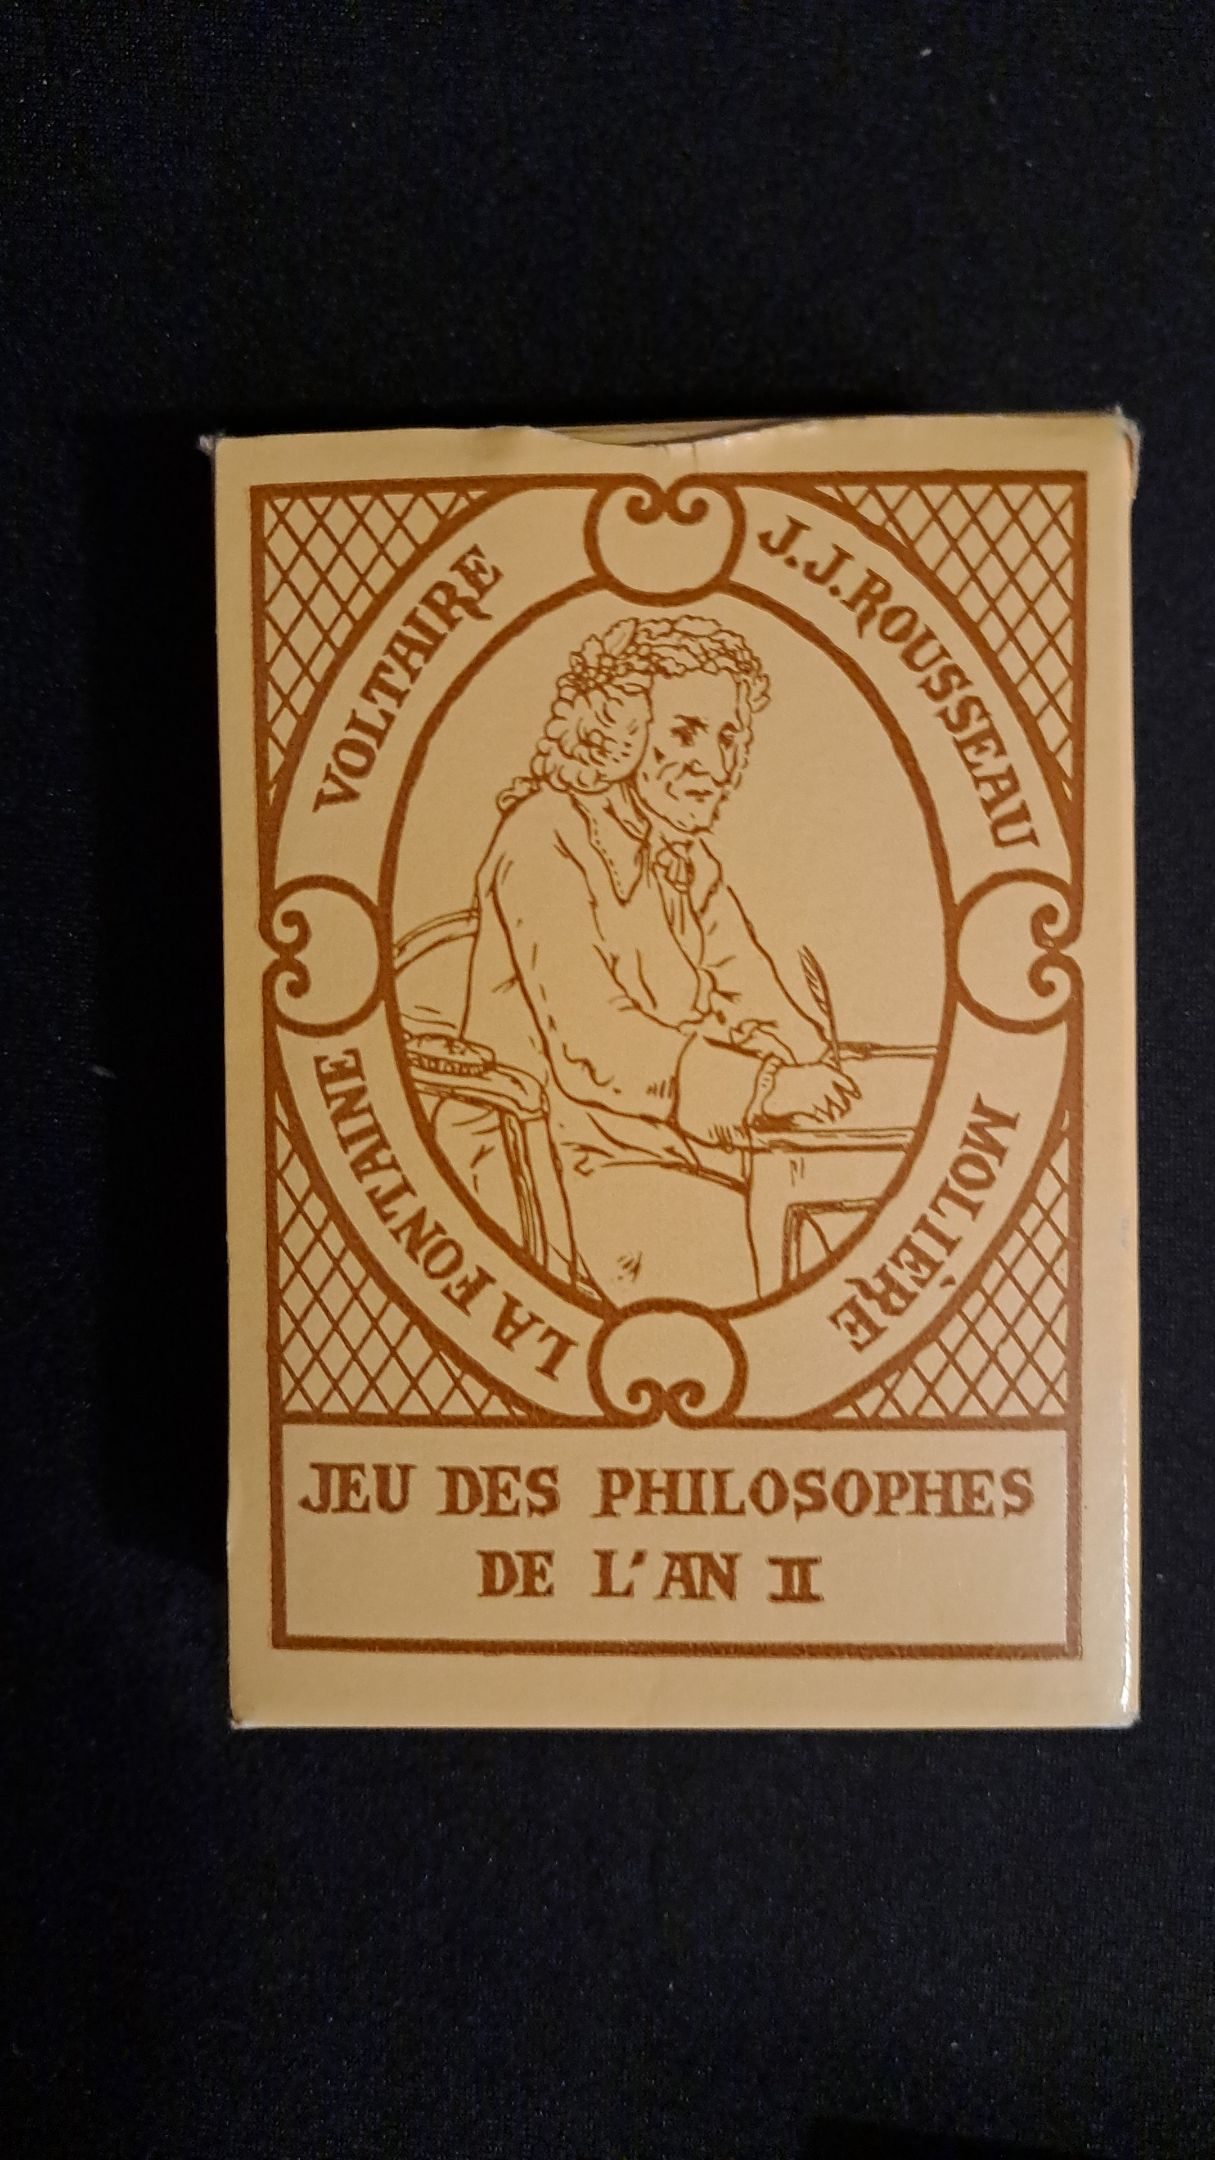 VOLTAIRE
J.J.ROUSSEAU
LA FONTAINE
MOLIÈRE
JEU DES PHILOSOPHES
DE L'AN II